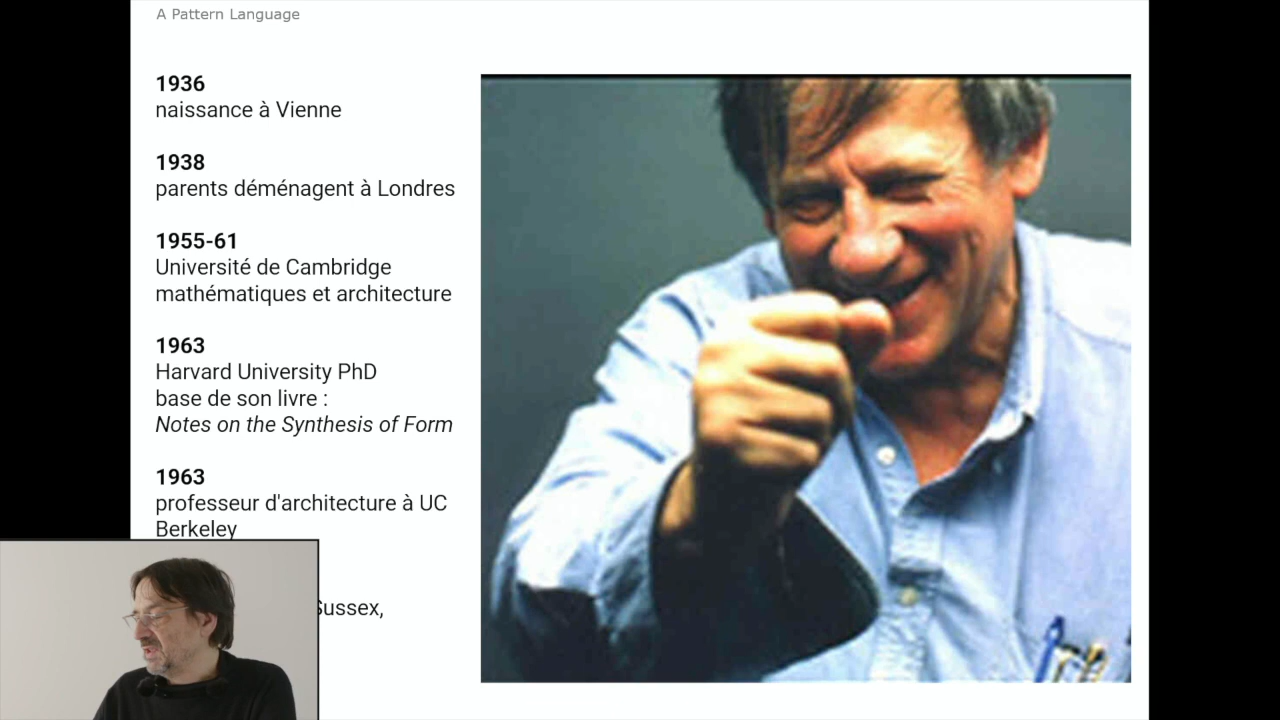 A Pattern Language
1936
naissance à Vienne
1938
parents déménagent à Londres
1955-61
Université de Cambridge
mathématiques et architecture
1963
Harvard University PhD
base de son livre :
Notes on the Synthesis of Form
1963
professeur d'architecture à UC
Berkeley
Sussex,